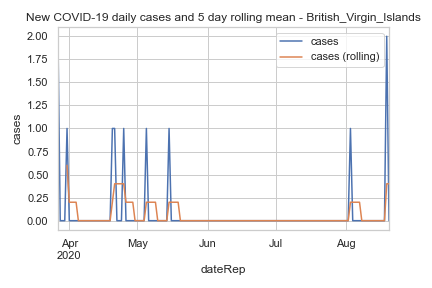 New COVID-19 daily cases and 5 day rolling mean - British_Virgin_Islands
cases
cases (rolling)
2.00
1.75
1.50
1.25
1.00
0.75
0.50
0.25
0.00
cases
Apr
2020
May
Jun
Jul
Aug
dateRep